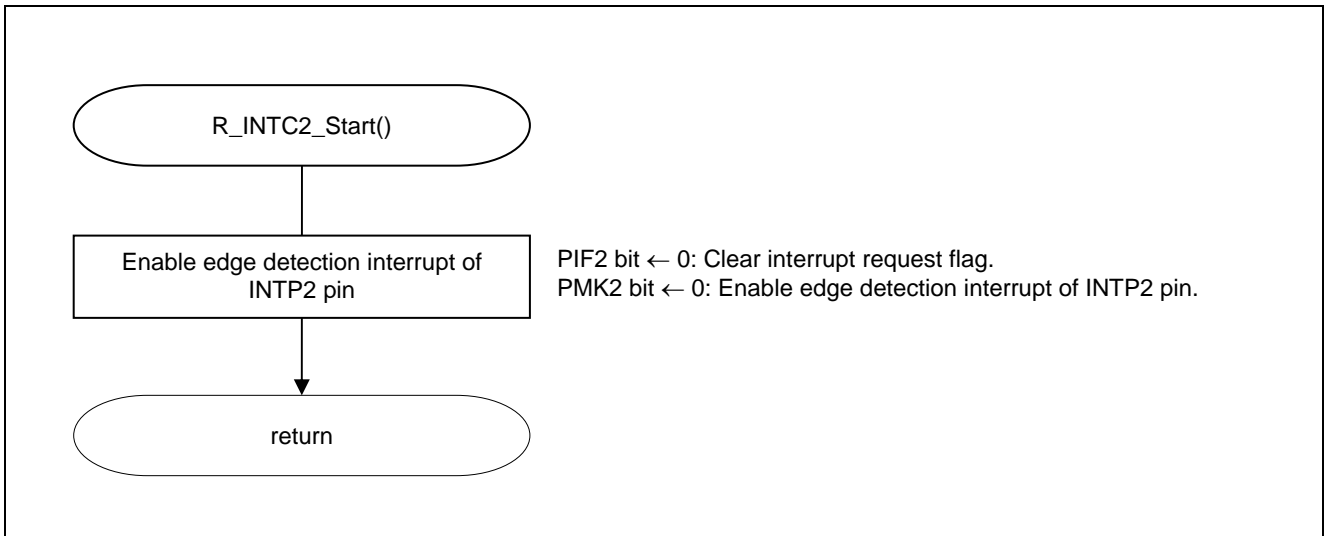 R_INTC2_Start()
Enable edge detection interrupt of
INTP2 pin
PIF2 bit ← 0: Clear interrupt request flag.
PMK2 bit ← 0: Enable edge detection interrupt of INTP2 pin.
return